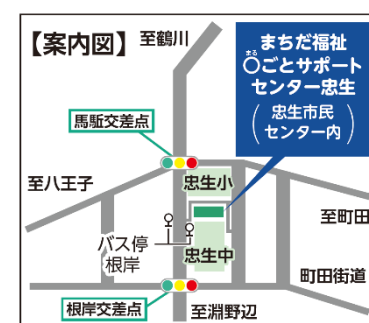 【案内図】
至鶴川
まちだ福祉
まる
○ごとサポート
センター忠生
（忠生市民
センター内）
馬駈交差点
至八王子
忠生小
至町田
バス停
根岸
忠生中
町田街道
根岸交差点
至淵野辺